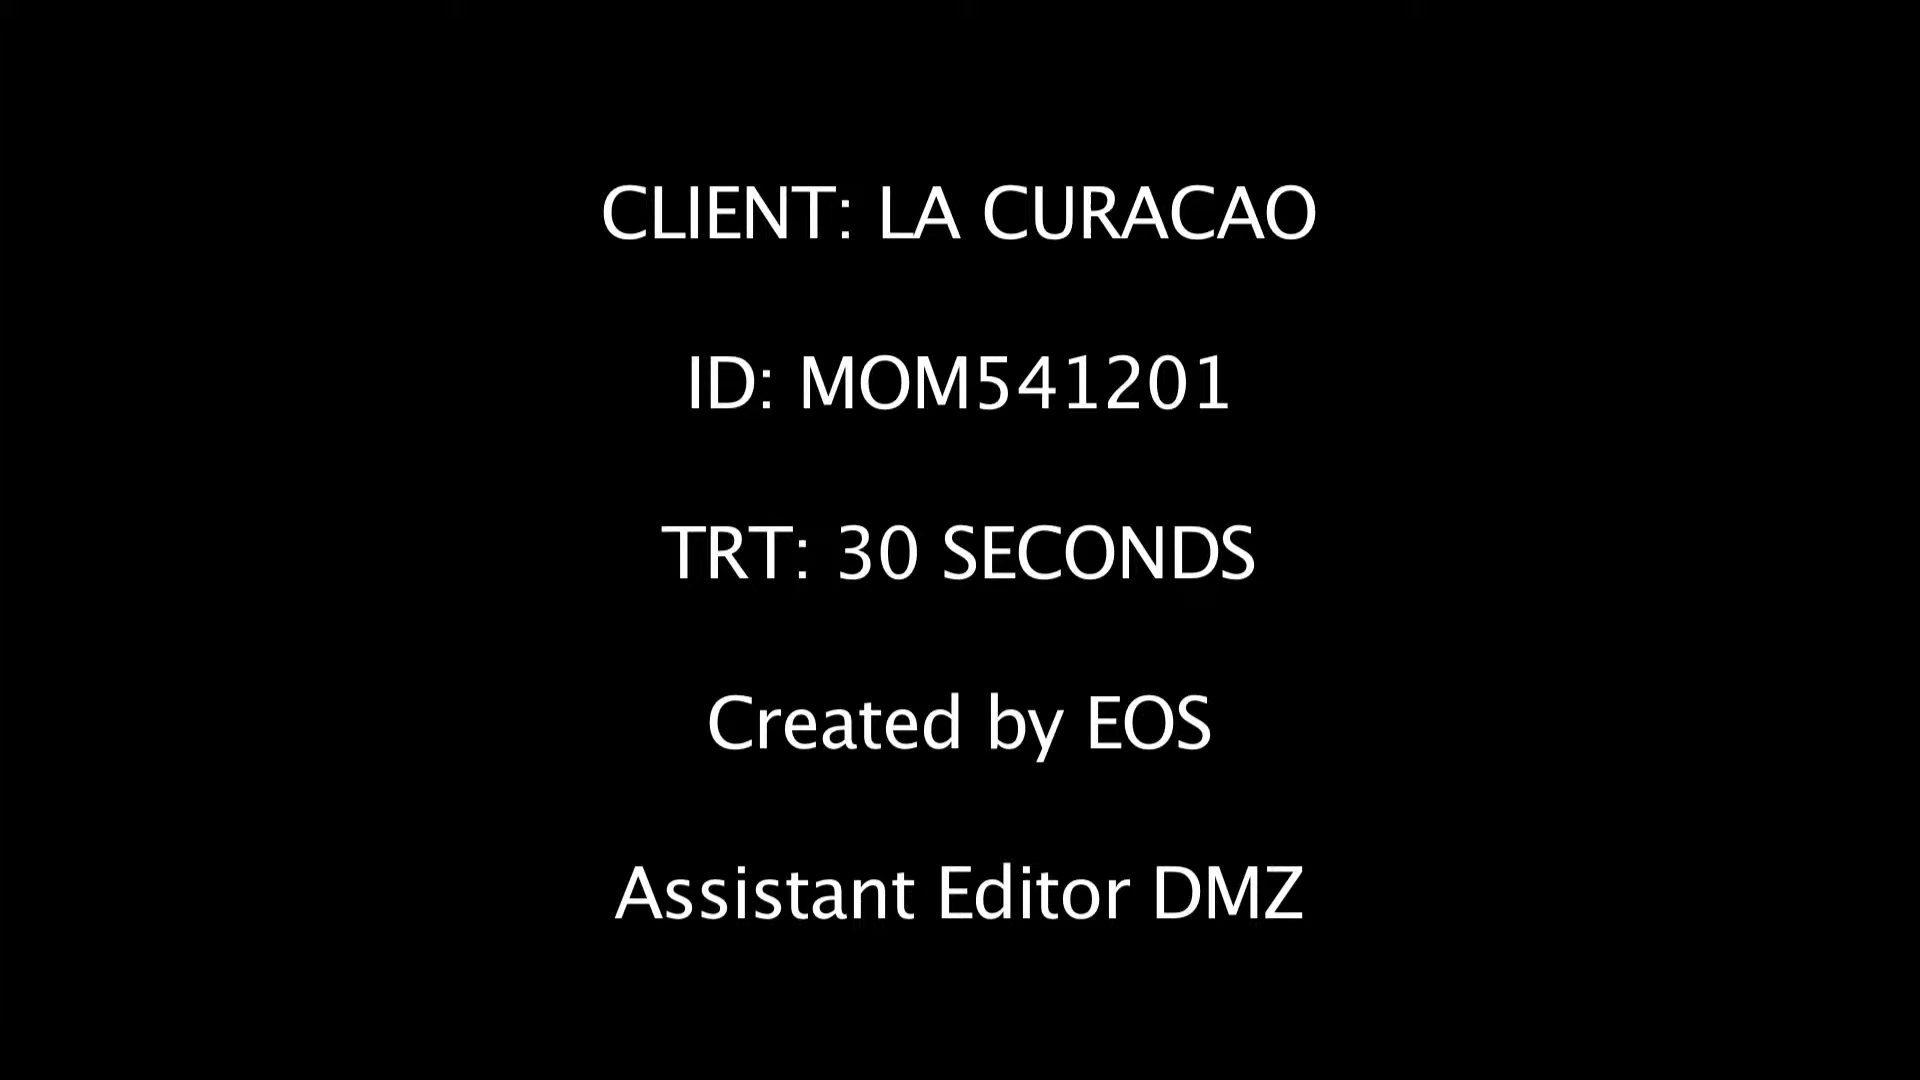 CLIENT: LA CURACAO
ID: MOM541201
TRT: 30 SECONDS
Created by EOS
Assistant Editor DMZ